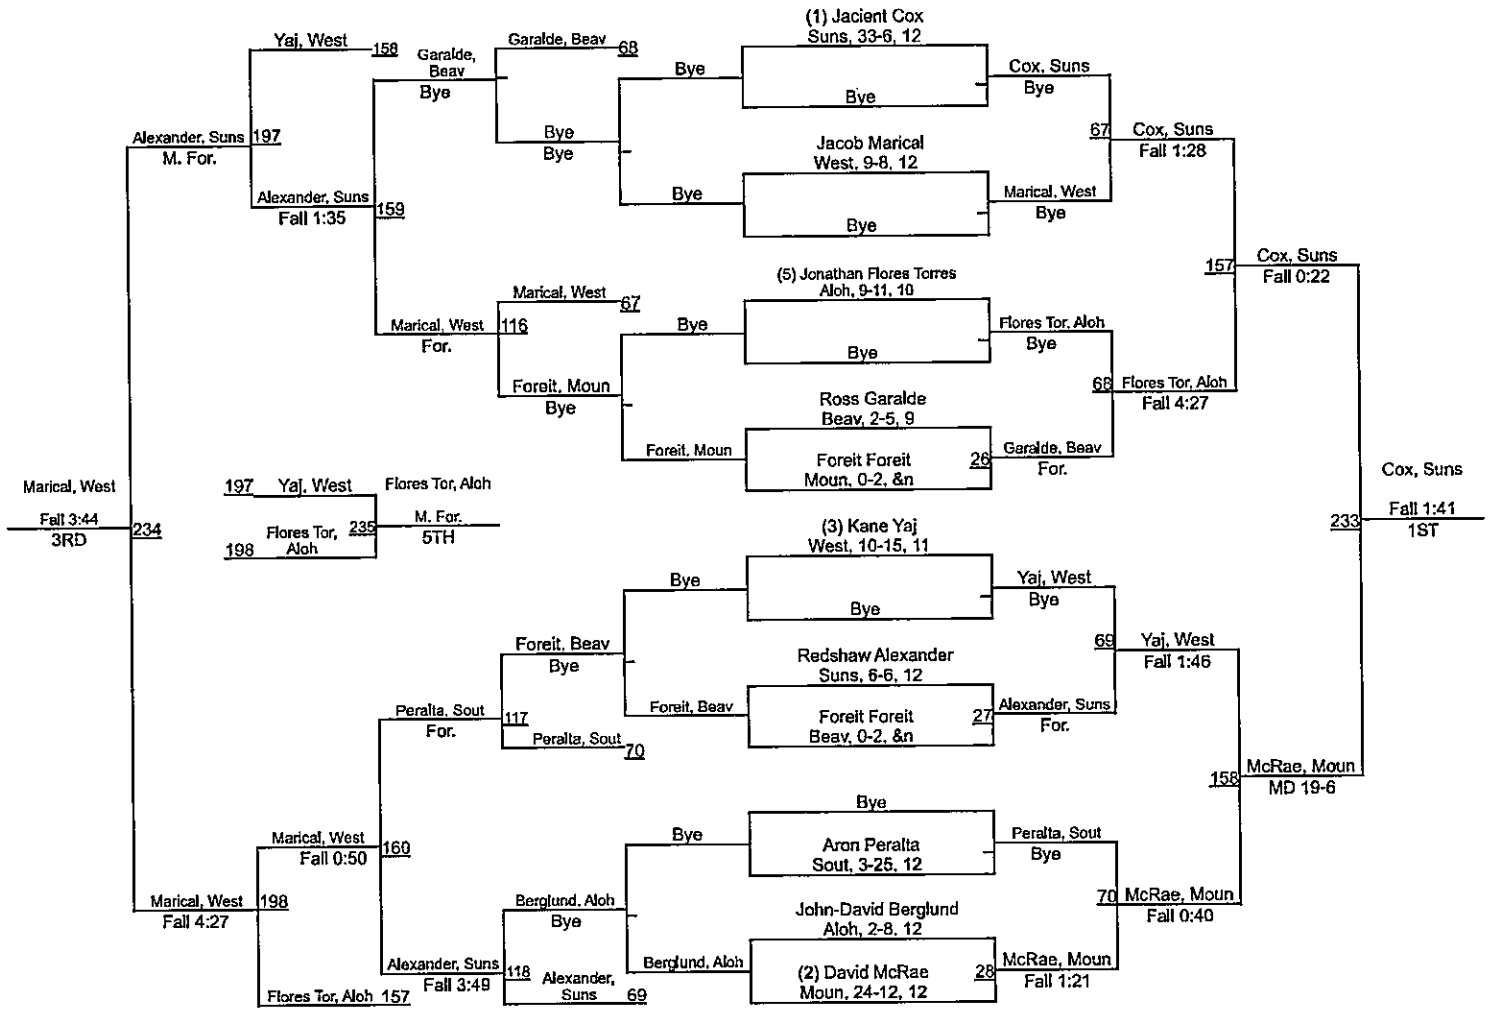 (1) Jacient Cox
Suns, 33-6, 12
Yaj, West
158
Garalde, Beav
68
Garalde,
Beav
Bye
Bye
Bye
Cox, Suns
Bye
67
Cox, Suns
Fall 1:28
Alexander, Suns
197
M. For.
Bye
Bye
Jacob Marical
West, 9-8, 12
Alexander, Suns
159
Fall 1:35
Bye
Bye
Marical, West
Bye
157
Cox, Suns
Fall 0:22
(5) Jonathan Flores Torres
Aloh, 9-11, 10
Marical, West
67
Marical, West
116
For.
Bye
Bye
Flores Tor, Aloh
Bye
68
Flores Tor, Aloh
Fall 4:27
Foreit, Moun
Bye
Ross Garalde
Beav, 2-5, 9
Foreit, Moun
Foreit Foreit
Moun, 0-2, &n
26
Garalde, Beav
For.
Marical, West
Fall 3:44
3RD
234
197
Yaj, West
Flores Tor, Aloh
Flores Tor,
Aloh
198
235
M. For.
5TH
Cox, Suns
233
Fall 1:41
1ST
(3) Kane Yaj
West, 10-15, 11
Bye
Bye
Yaj, West
Bye
69
Yaj, West
Fall 1:46
Foreit, Beav
Bye
Redshaw Alexander
Suns, 6-6, 12
Foreit, Beav
Foreit Foreit
Beav, 0-2, &n
27
Alexander, Suns
For.
Peralta, Sout
117
For.
Peralta, Sout
70
158
McRae, Moun
MD 19-6
Bye
Bye
Aron Peralta
Sout, 3-25, 12
Peralta, Sout
Bye
Marical, West
160
Fall 0:50
70
McRae, Moun
Fall 0:40
Marical, West
198
Fall 4:27
Berglund, Aloh
Bye
John-David Berglund
Aloh, 2-8, 12
Berglund, Aloh
(2) David McRae
Moun, 24-12, 12
28
McRae, Moun
Fall 1:21
Alexander, Suns
118
Fall 3:49
Alexander,
Suns
69
Flores Tor, Aloh
157